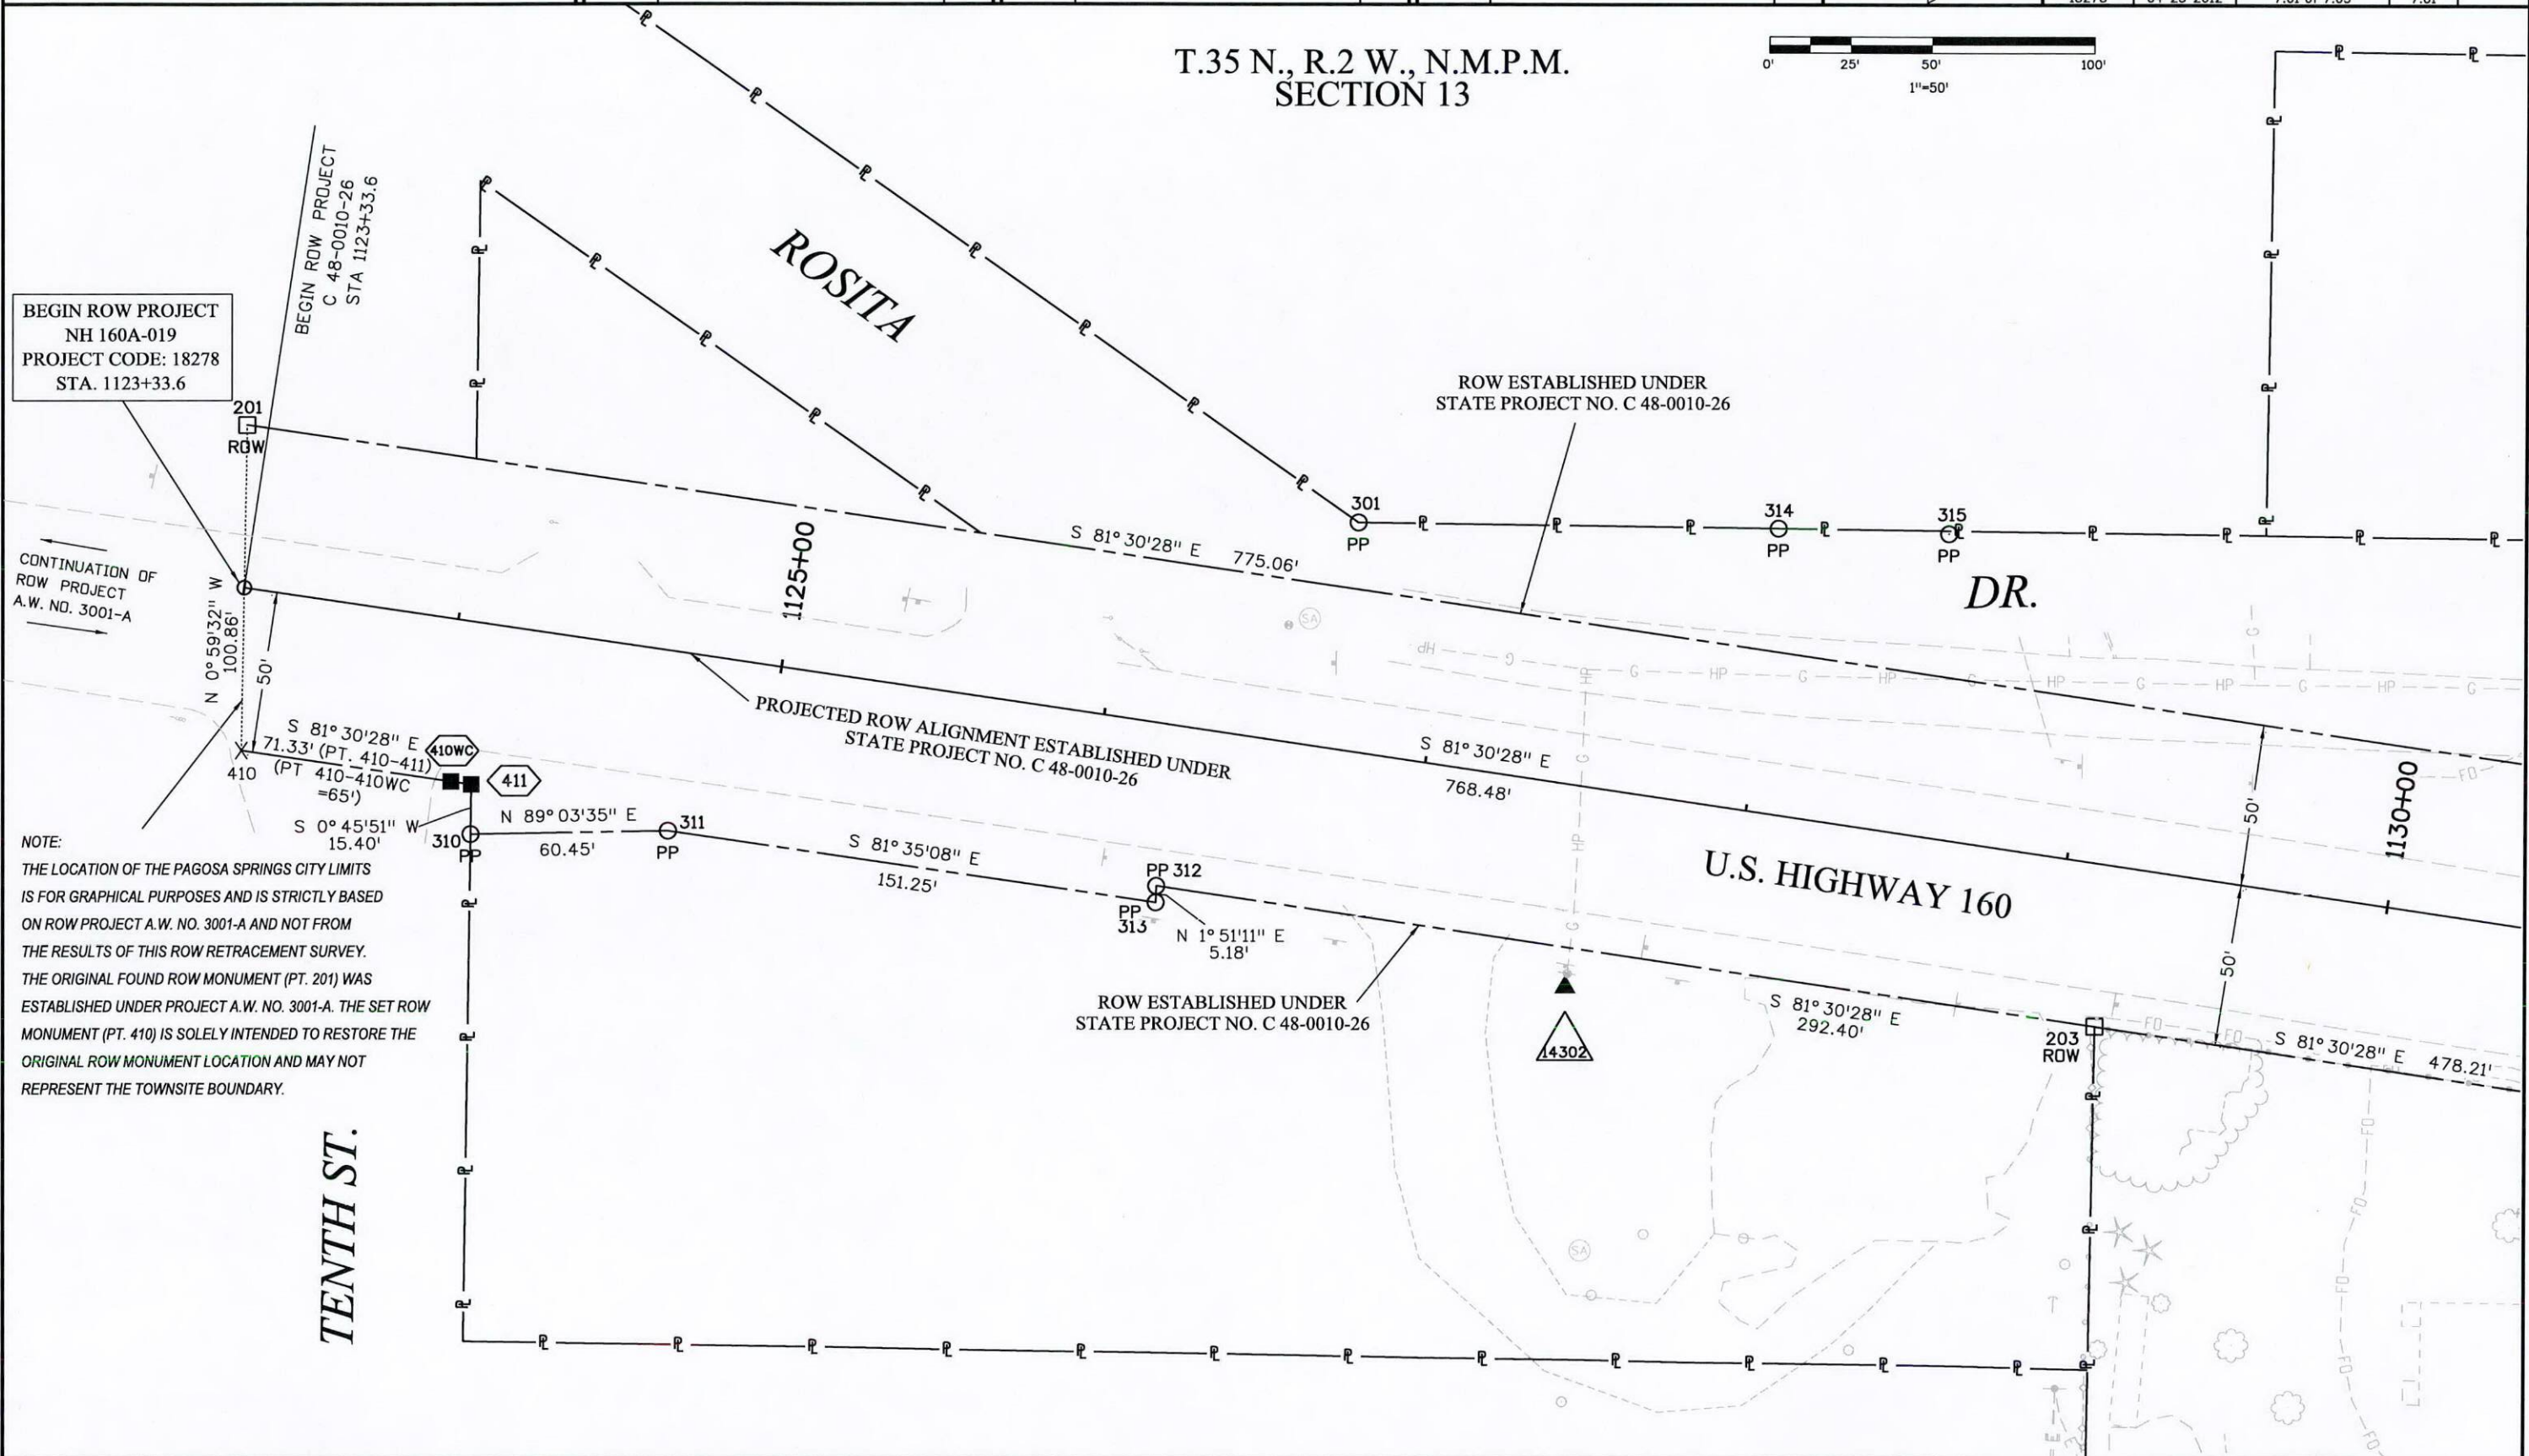 T.35 N., R.2 W., N.M.P.M.
SECTION 13
0' 25' 50' 100'
1"=50'
BEGIN ROW PROJECT
C 48-0010-26
STA 1123+33.6
BEGIN ROW PROJECT
NH 160A-019
PROJECT CODE: 18278
STA. 1123+33.6
201
ROW
ROSITA
ROW ESTABLISHED UNDER
STATE PROJECT NO. C 48-0010-26
301
PP
314
PP
315
PP
S 81°30'28" E 775.06'
1125+00
DR.
CONTINUATION OF
ROW PROJECT
A.W. NO. 3001-A
N 0°59'32" W
100.86'
50'
PROJECTED ROW ALIGNMENT ESTABLISHED UNDER
STATE PROJECT NO. C 48-0010-26
S 81°30'28" E
768.48'
S 81°30'28" E
71.33' (PT. 410-411)
(PT 410-410WC
=65')
410
410WC
411
S 0°45'51" W
15.40'
310
PP
N 89°03'35" E
60.45'
311
PP
S 81°35'08" E
151.25'
PP 312
PP
313
N 1°51'11" E
5.18'
U.S. HIGHWAY 160
1130+00
50'
50'
ROW ESTABLISHED UNDER
STATE PROJECT NO. C 48-0010-26
14302
S 81°30'28" E
292.40'
203
ROW
S 81°30'28" E 478.21'
NOTE:
THE LOCATION OF THE PAGOSA SPRINGS CITY LIMITS
IS FOR GRAPHICAL PURPOSES AND IS STRICTLY BASED
ON ROW PROJECT A.W. NO. 3001-A AND NOT FROM
THE RESULTS OF THIS ROW RETRACEMENT SURVEY.
THE ORIGINAL FOUND ROW MONUMENT (PT. 201) WAS
ESTABLISHED UNDER PROJECT A.W. NO. 3001-A. THE SET ROW
MONUMENT (PT. 410) IS SOLELY INTENDED TO RESTORE THE
ORIGINAL ROW MONUMENT LOCATION AND MAY NOT
REPRESENT THE TOWNSITE BOUNDARY.
TENTH ST.
SA
SA